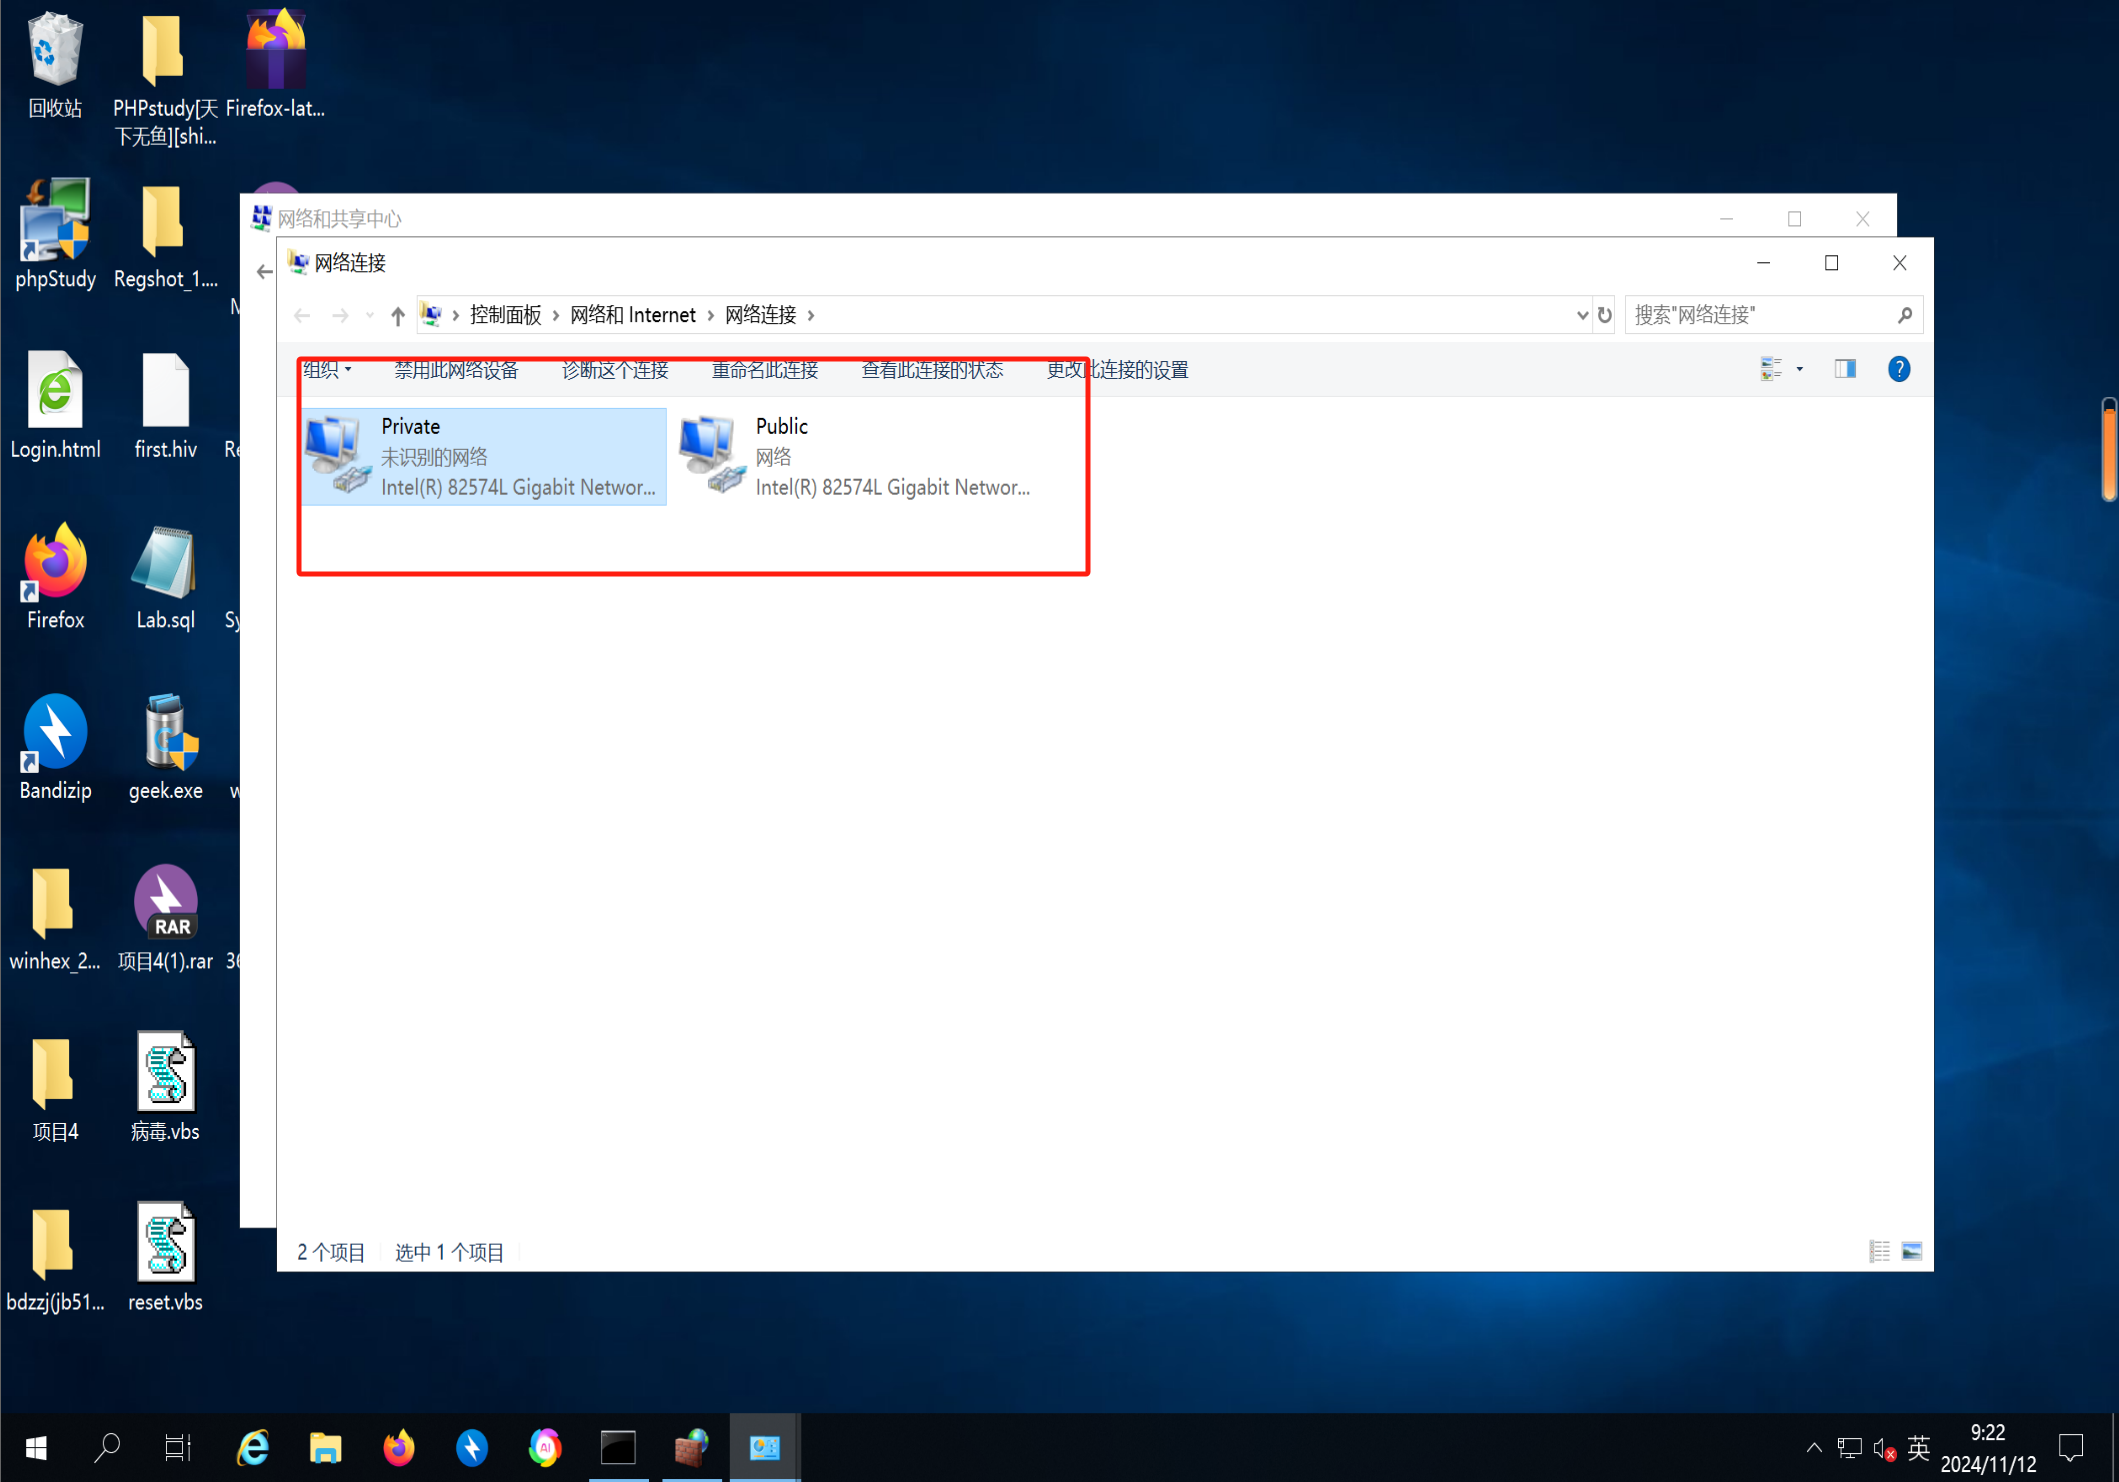 回收站
PHPstudy[天
下无鱼][shi...
Firefox-lat...
phpStudy
Regshot_1....
Login.html
first.hiv
Re
Firefox
Lab.sql
Sy
Bandizip
geek.exe
w
winhex_2...
RAR
项目4(1).rar
36
项目4
病毒.vbs
bdzzj(jb51...
reset.vbs
网络和共享中心
网络连接
控制面板 › 网络和 Internet › 网络连接 ›
搜索"网络连接"
组织
禁用此网络设备
诊断这个连接
重命名此连接
查看此连接的状态
更改此连接的设置
Private
未识别的网络
Intel(R) 82574L Gigabit Networ...
Public
网络
Intel(R) 82574L Gigabit Networ...
2 个项目
选中 1 个项目
AI
英
9:22
2024/11/12